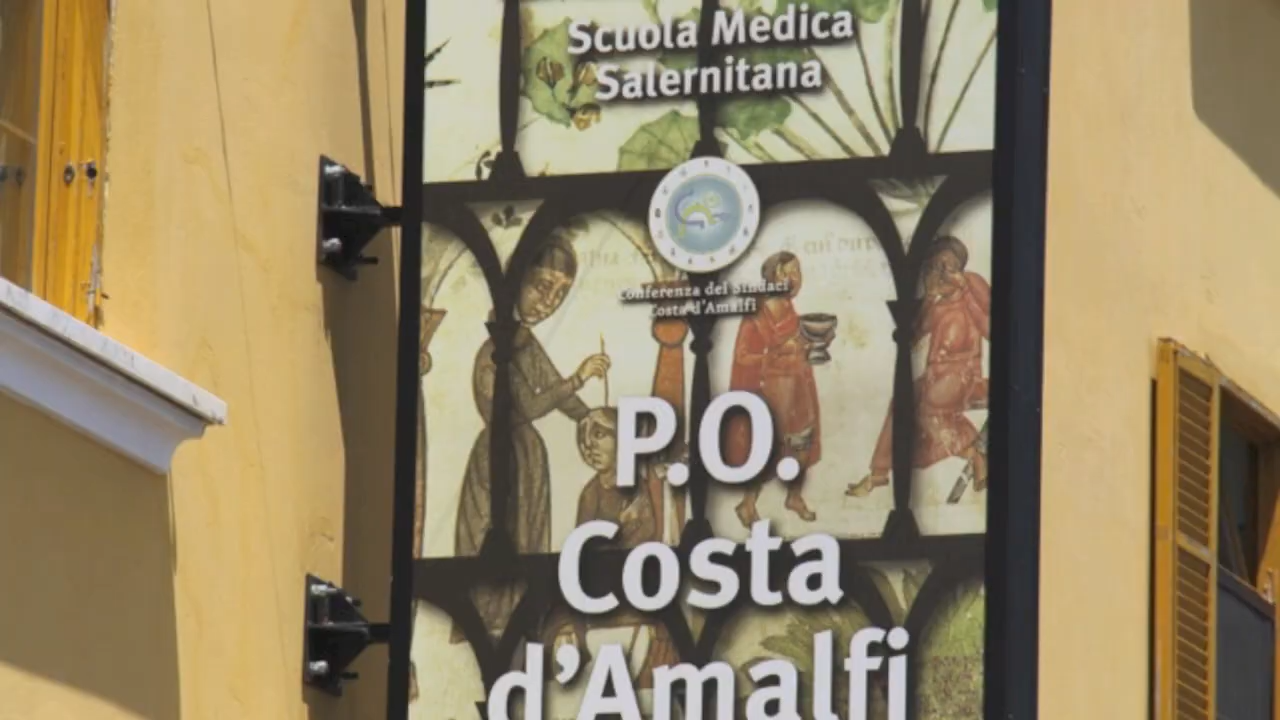 Scuola Medica
Salernitana
Conferenza dei Sindaci
Costa d'Amalfi
P.O.
Costa
d'Amalfi